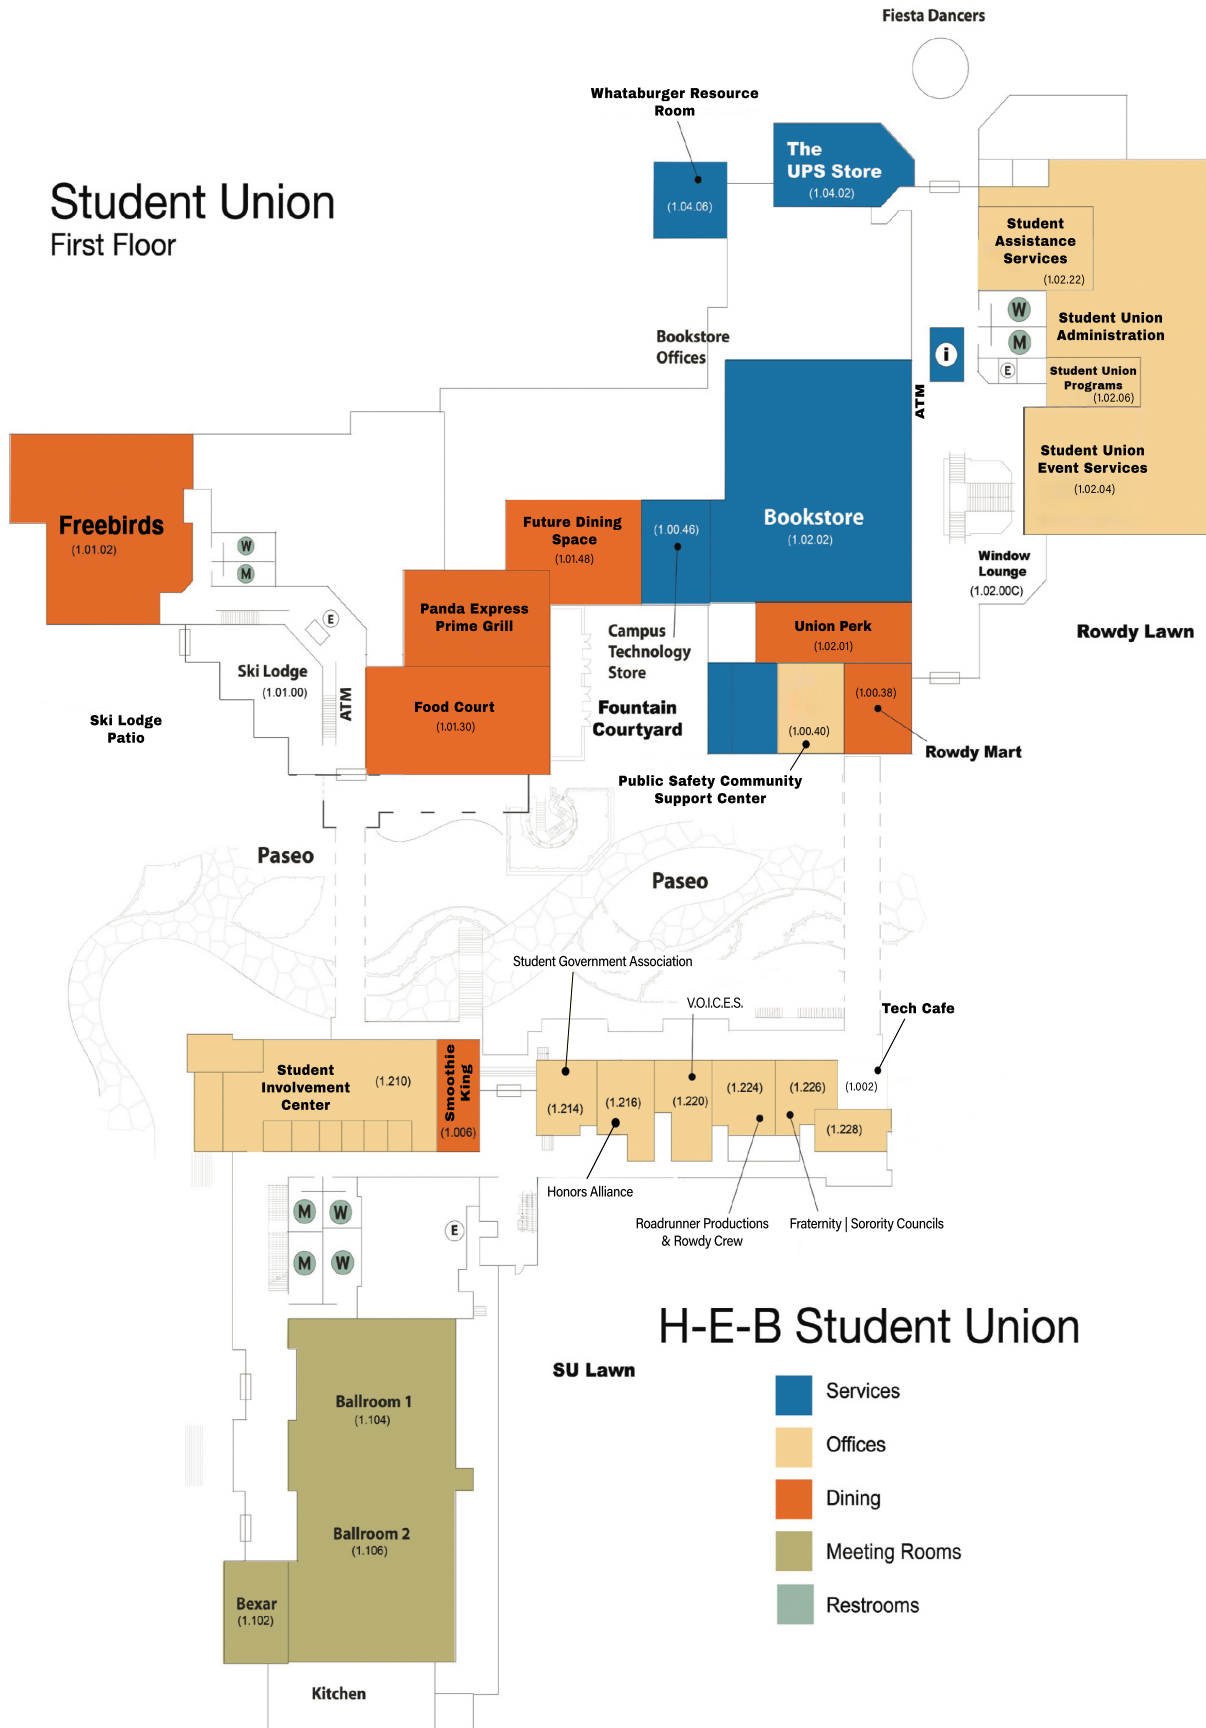 Fiesta Dancers
Whataburger Resource
Room
The
UPS Store
(1.04.02)
(1.04.06)
Student Union
First Floor
Student
Assistance
Services
(1.02.22)
W
M
E
Student Union
Administration
Student Union
Programs
(1.02.06)
Student Union
Event Services
(1.02.04)
Bookstore
Offices
i
ATM
Bookstore
(1.02.02)
Window
Lounge
(1.02.00C)
Rowdy Lawn
Freebirds
(1.01.02)
W
M
E
Future Dining
Space
(1.01.48)
(1.00.46)
Panda Express
Prime Grill
Campus
Technology
Store
Union Perk
(1.02.01)
Ski Lodge
(1.01.00)
ATM
Ski Lodge
Patio
Food Court
(1.01.30)
Fountain
Courtyard
(1.00.38)
(1.00.40)
Rowdy Mart
Public Safety Community
Support Center
Paseo
Paseo
Student Government Association
V.O.I.C.E.S.
Tech Cafe
Student
Involvement
Center
(1.210)
Smoothie
King
(1.006)
(1.214)
(1.216)
(1.220)
(1.224)
(1.226)
(1.002)
(1.228)
Honors Alliance
Roadrunner Productions
& Rowdy Crew
Fraternity | Sorority Councils
M
W
E
M
W
H-E-B Student Union
SU Lawn
Services
Offices
Dining
Meeting Rooms
Restrooms
Ballroom 1
(1.104)
Ballroom 2
(1.106)
Bexar
(1.102)
Kitchen